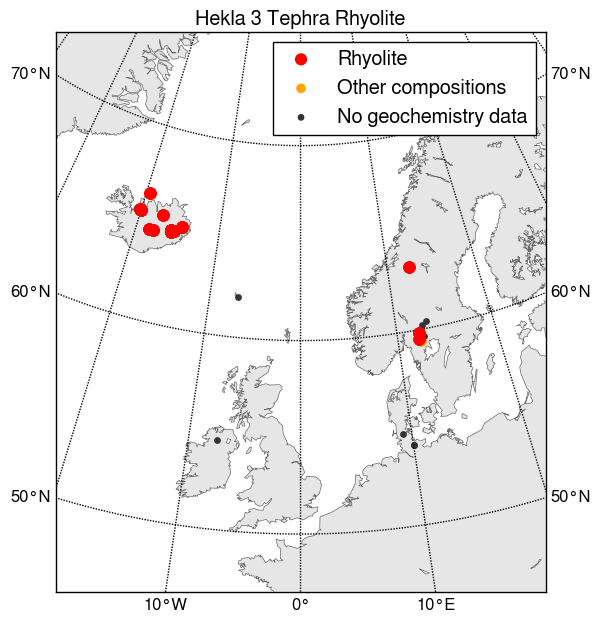 Hekla 3 Tephra Rhyolite
Rhyolite
Other compositions
No geochemistry data
70°N 70°N
60°N 60°N
50°N 50°N
10°W 0° 10°E